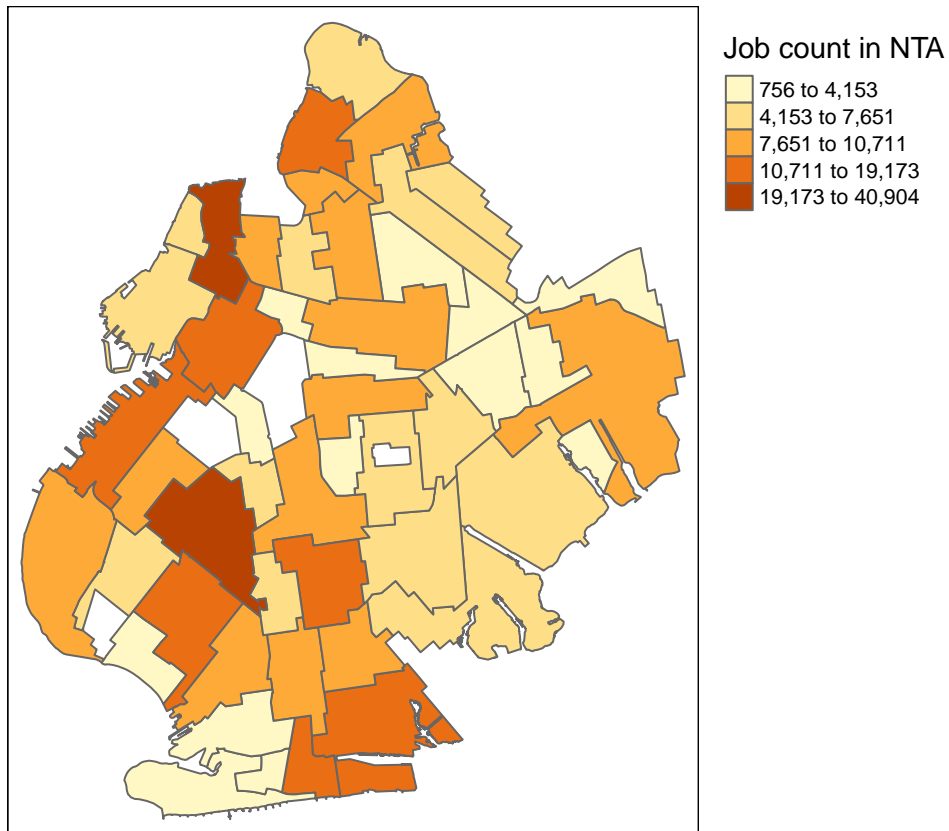 Job count in NTA
756 to 4,153
4,153 to 7,651
7,651 to 10,711
10,711 to 19,173
19,173 to 40,904